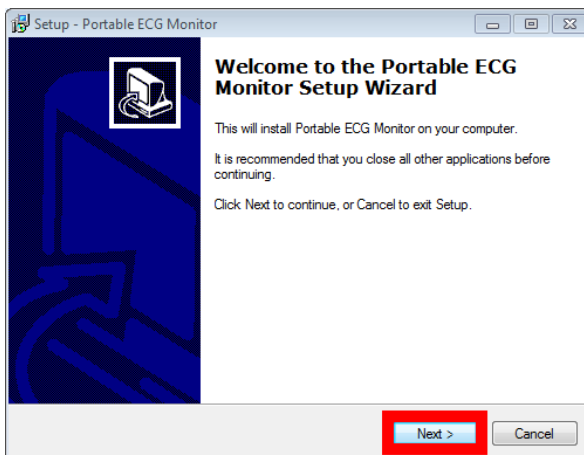 Setup - Portable ECG Monitor
Welcome to the Portable ECG
Monitor Setup Wizard
This will install Portable ECG Monitor on your computer.
It is recommended that you close all other applications before
continuing.
Click Next to continue, or Cancel to exit Setup.
Next >
Cancel